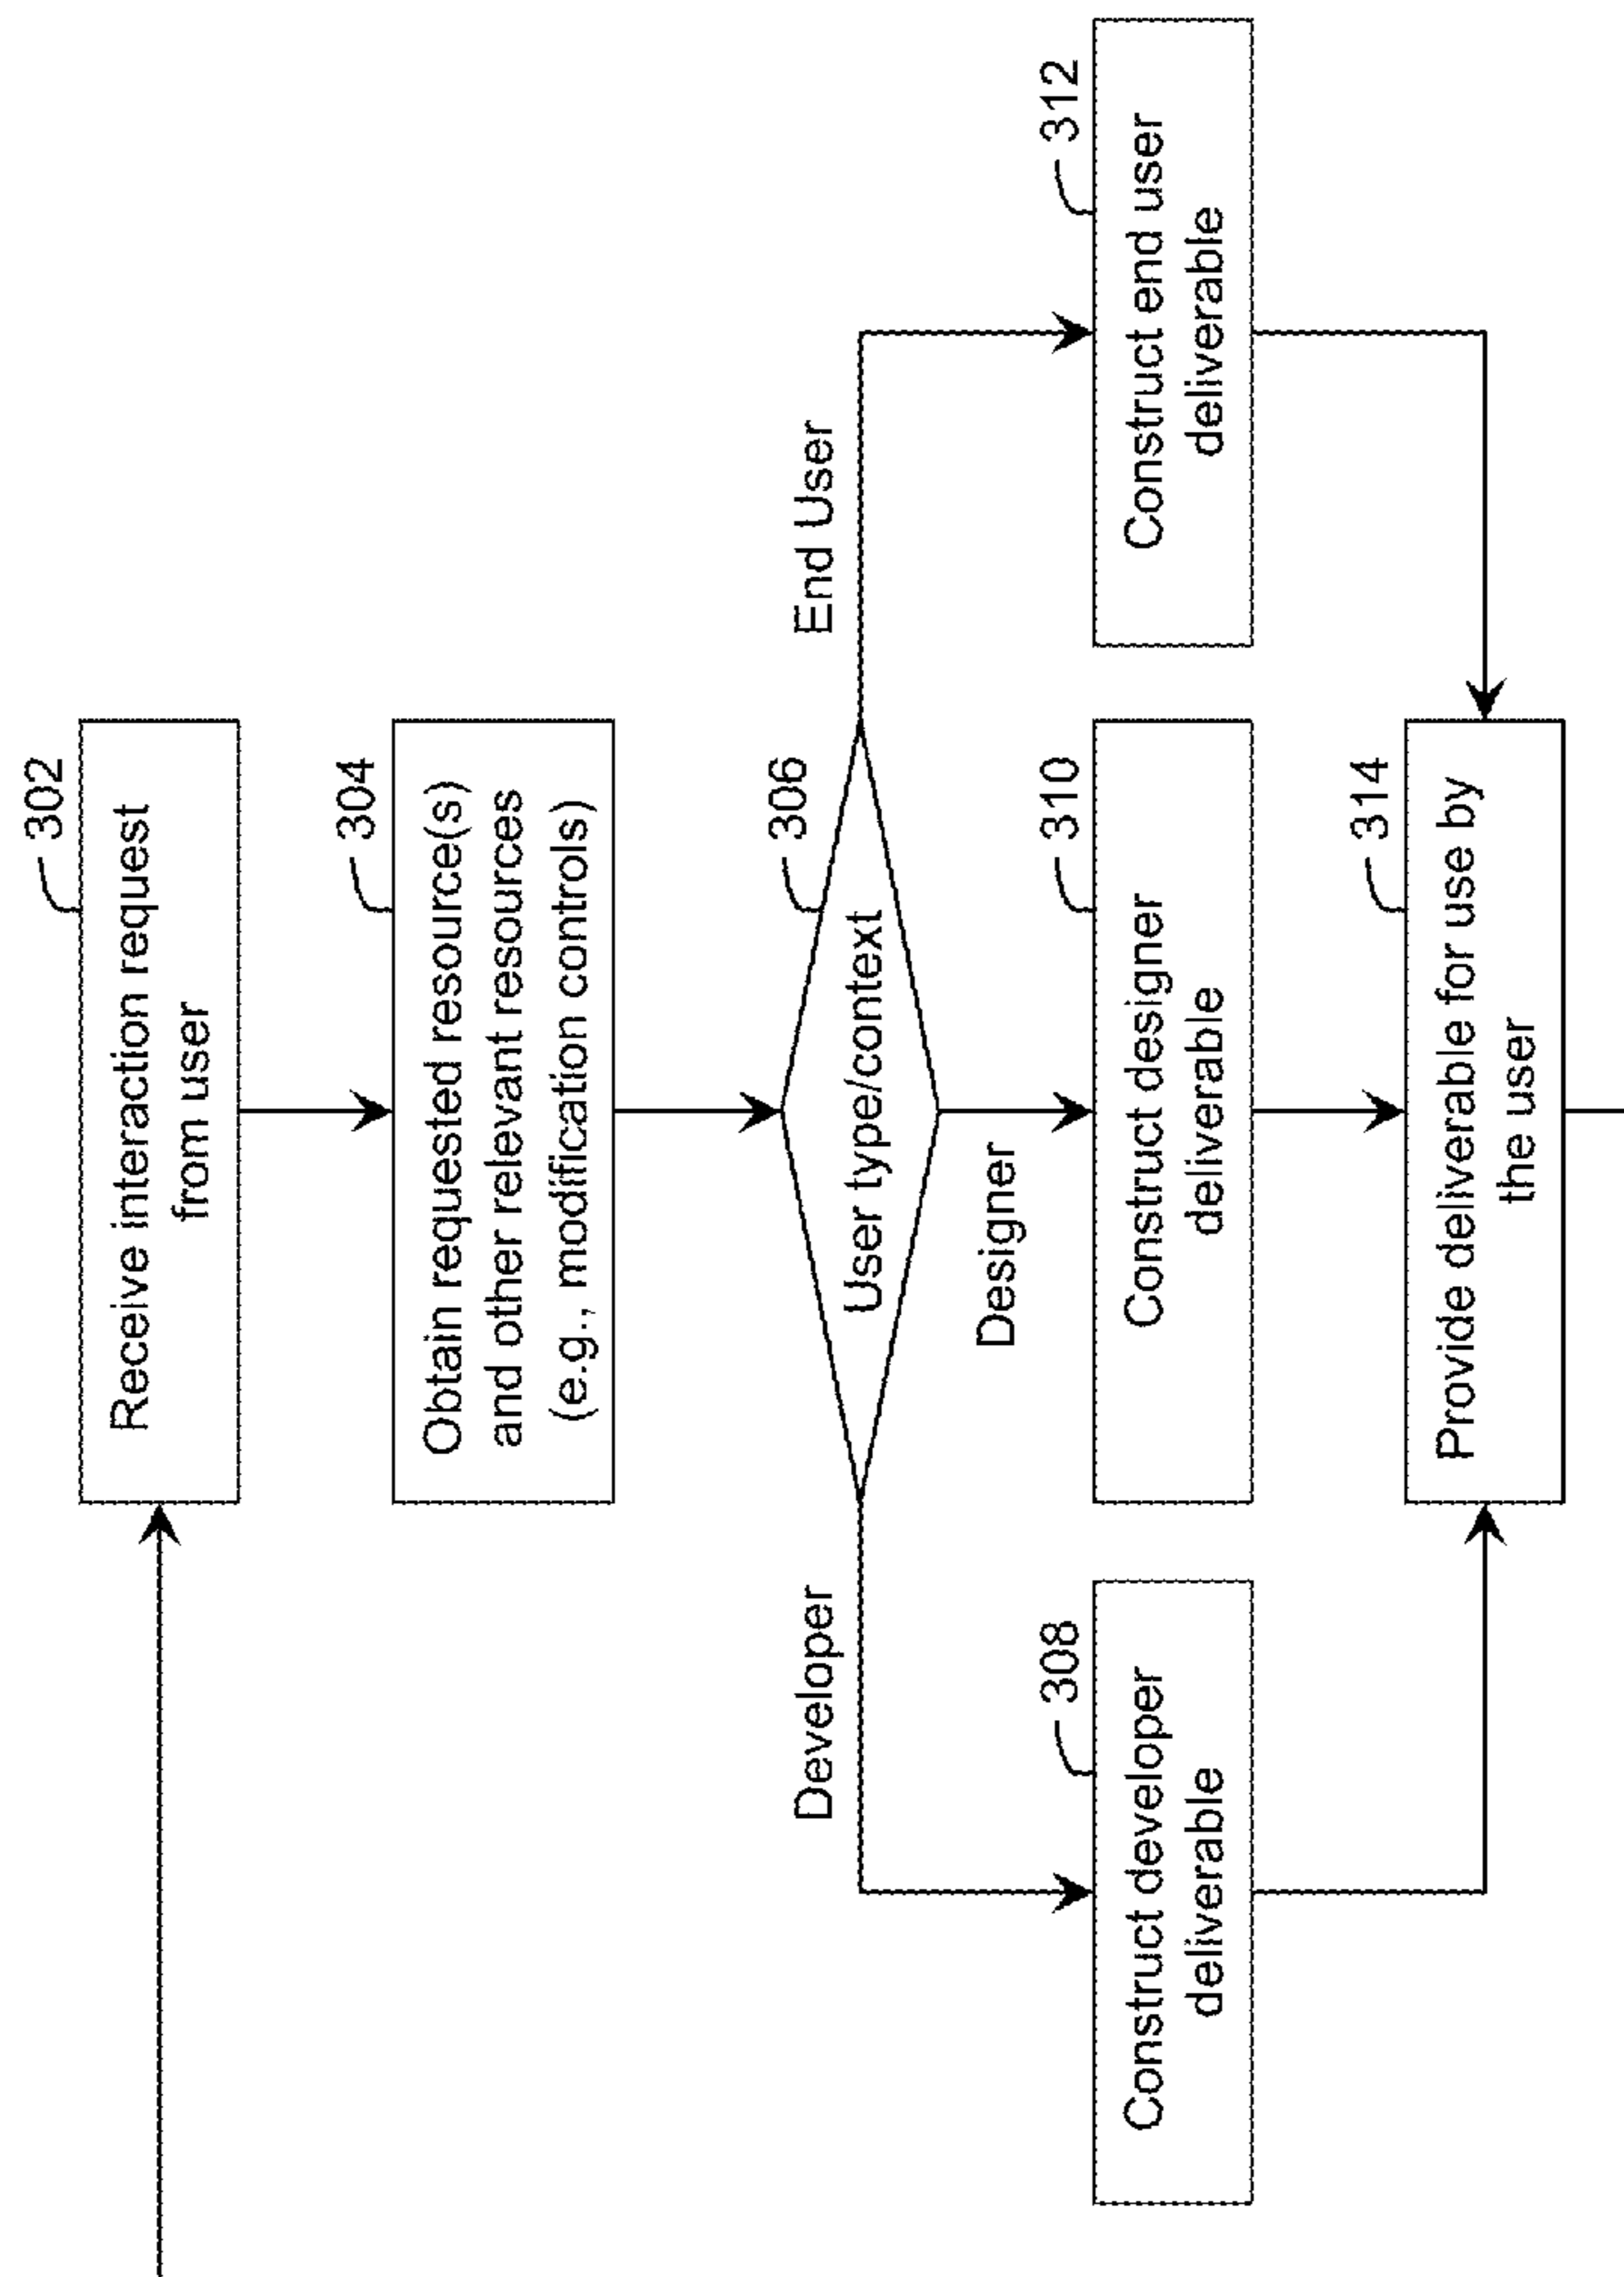 302
Receive interaction request
from user
304
Obtain requested resource(s)
and other relevant resources
(e.g., modification controls)
306
User type/context
Developer
Designer
End User
308
Construct developer
deliverable
310
Construct designer
deliverable
312
Construct end user
deliverable
314
Provide deliverable for use by
the user